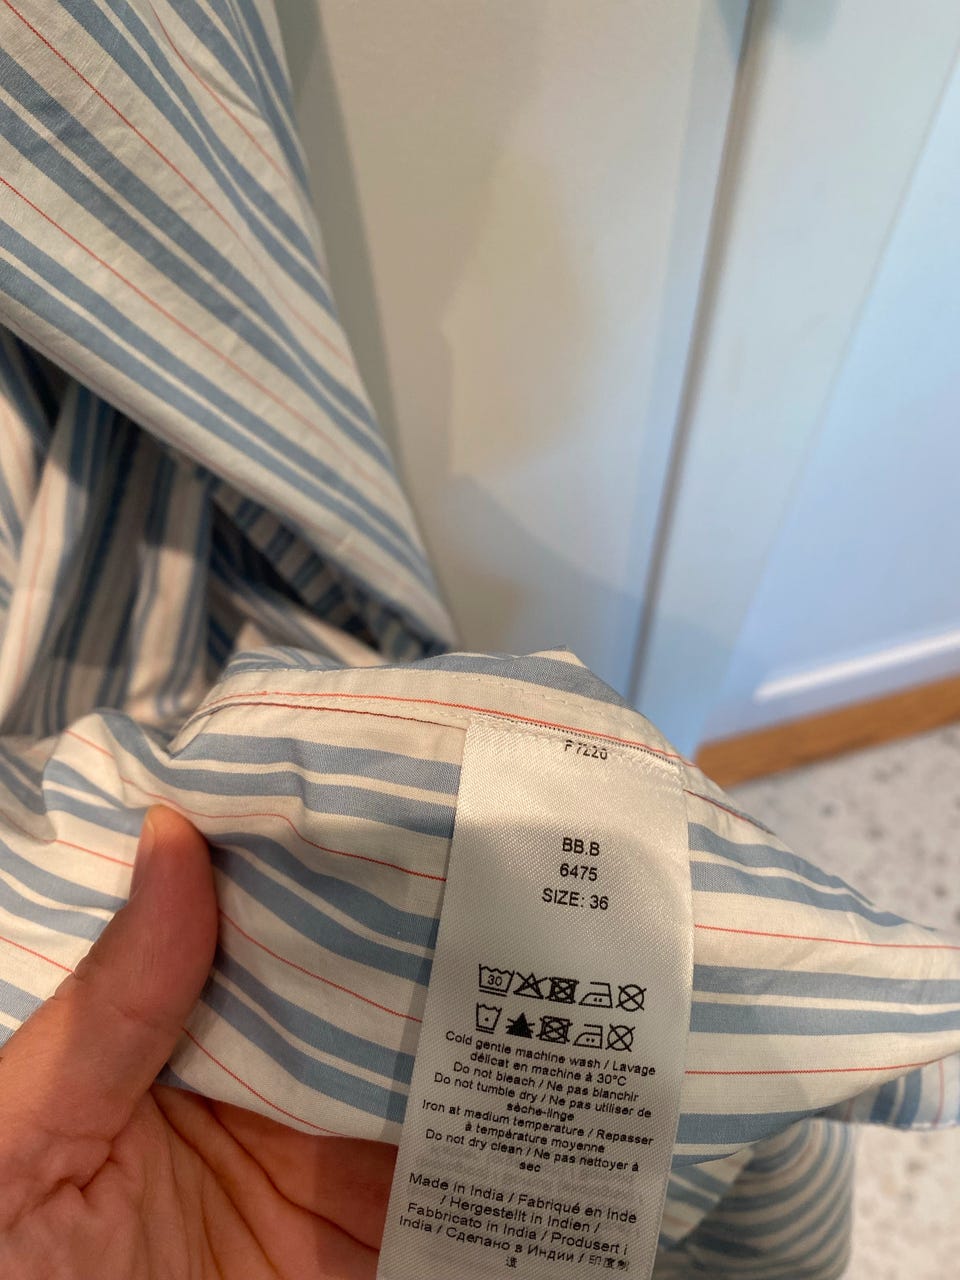 F7220
BB.B
6475
SIZE: 36
30
Cold gentle machine wash / Lavage
délicat en machine à 30°C
Do not bleach / Ne pas blanchir
Do not tumble dry / Ne pas utiliser de
sèche-linge
Iron at medium temperature / Repasser
à température moyenne
Do not dry clean / Ne pas nettoyer à
sec
Made in India / Fabriqué en Inde
/ Hergestellt in Indien /
Fabbricato in India / Produsert i
India / Сделано в Индии / 印度制
造